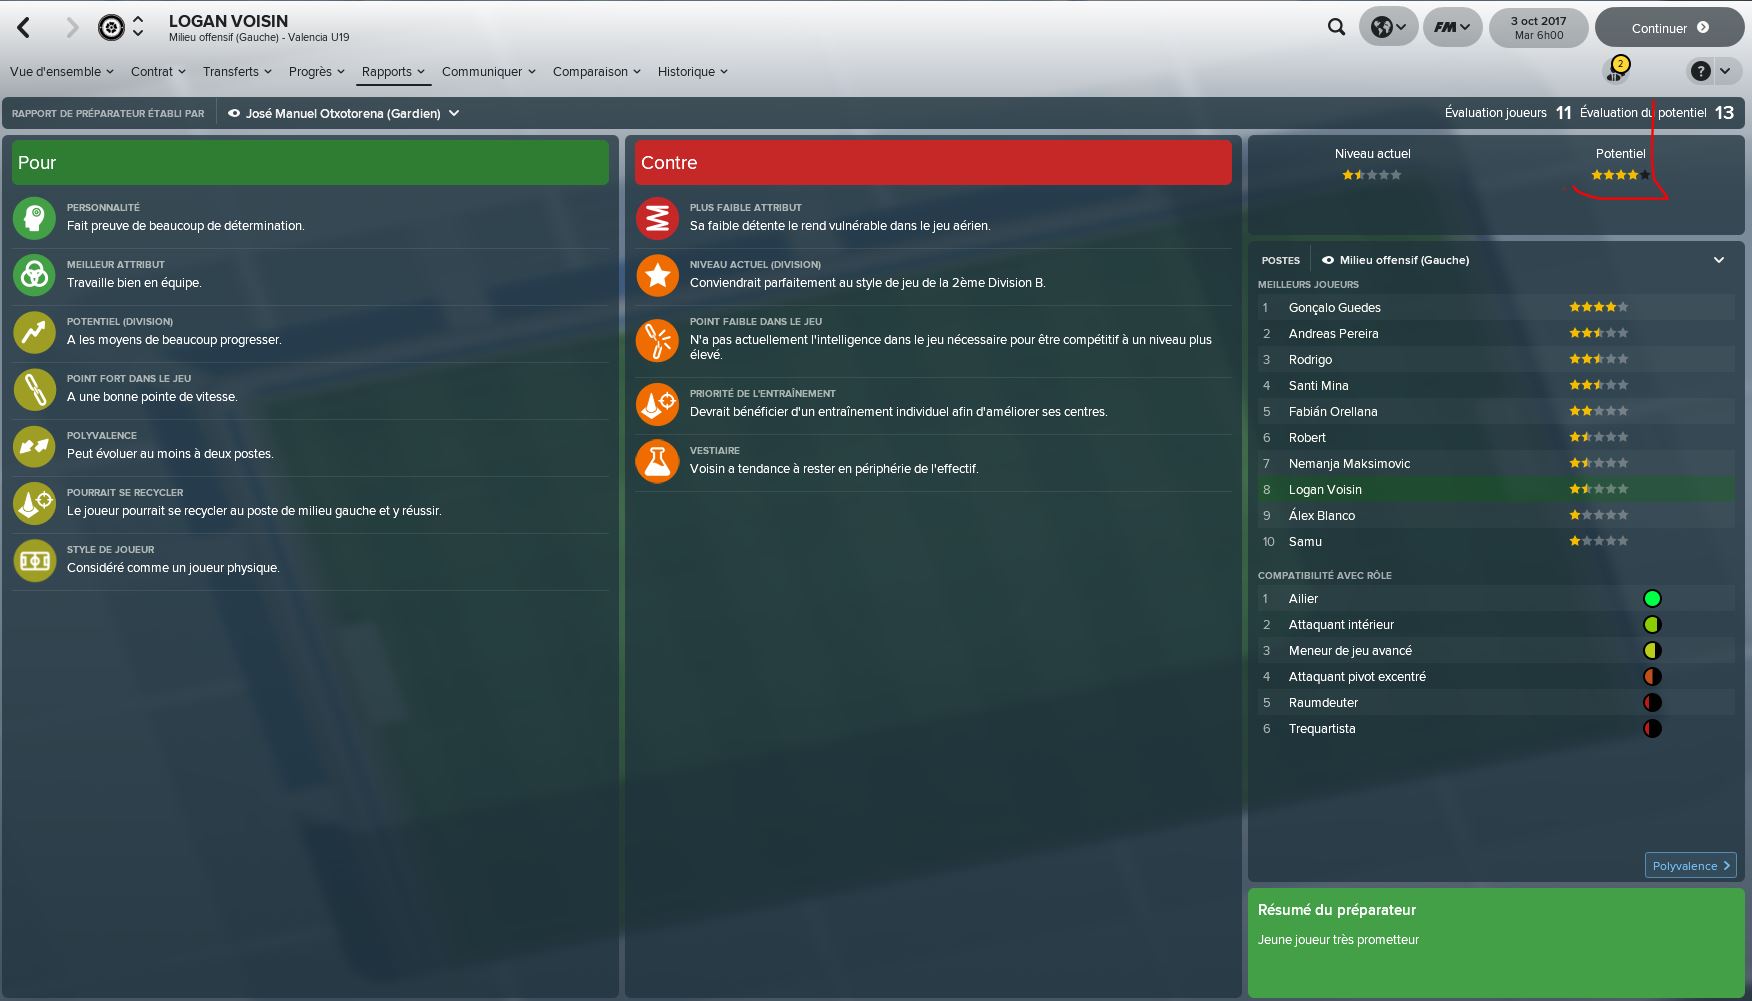 LOGAN VOISIN
Milieu offensif (Gauche) - Valencia U19
FM
3 oct 2017
Mar 6h00
Continuer
Vue d'ensemble
Contrat
Transferts
Progrès
Rapports
Communiquer
Comparaison
Historique
2
?
RAPPORT DE PRÉPARATEUR ÉTABLI PAR
José Manuel Otxotorena (Gardien)
Évaluation joueurs 11 Évaluation du potentiel 13
Pour
PERSONNALITÉ
Fait preuve de beaucoup de détermination.
MEILLEUR ATTRIBUT
Travaille bien en équipe.
POTENTIEL (DIVISION)
A les moyens de beaucoup progresser.
POINT FORT DANS LE JEU
A une bonne pointe de vitesse.
POLYVALENCE
Peut évoluer au moins à deux postes.
POURRAIT SE RECYCLER
Le joueur pourrait se recycler au poste de milieu gauche et y réussir.
STYLE DE JOUEUR
Considéré comme un joueur physique.
Contre
PLUS FAIBLE ATTRIBUT
Sa faible détente le rend vulnérable dans le jeu aérien.
NIVEAU ACTUEL (DIVISION)
Conviendrait parfaitement au style de jeu de la 2ème Division B.
POINT FAIBLE DANS LE JEU
N'a pas actuellement l'intelligence dans le jeu nécessaire pour être compétitif à un niveau plus
élevé.
PRIORITÉ DE L'ENTRAÎNEMENT
Devrait bénéficier d'un entraînement individuel afin d'améliorer ses centres.
VESTIAIRE
Voisin a tendance à rester en périphérie de l'effectif.
Niveau actuel
Potentiel
POSTES
Milieu offensif (Gauche)
MEILLEURS JOUEURS
1 Gonçalo Guedes
2 Andreas Pereira
3 Rodrigo
4 Santi Mina
5 Fabián Orellana
6 Robert
7 Nemanja Maksimovic
8 Logan Voisin
9 Álex Blanco
10 Samu
COMPATIBILITÉ AVEC RÔLE
1 Ailier
2 Attaquant intérieur
3 Meneur de jeu avancé
4 Attaquant pivot excentré
5 Raumdeuter
6 Trequartista
Polyvalence
Résumé du préparateur
Jeune joueur très prometteur